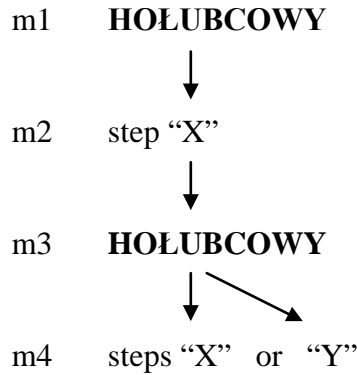 m1 HOŁUBCOWY
m2 step “X”
m3 HOŁUBCOWY
m4 steps “X” or “Y”